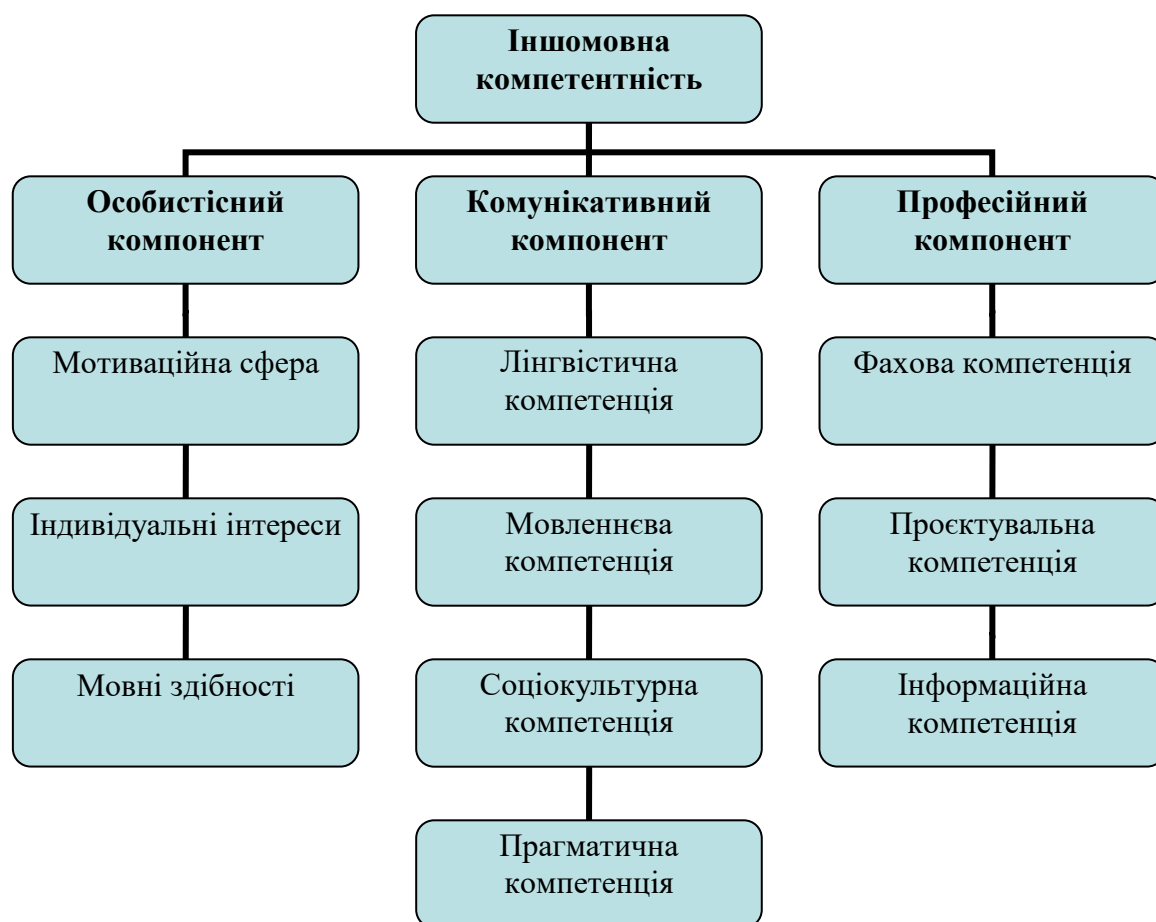 Іншомовна
компетентність
Особистісний
компонент
Комунікативний
компонент
Професійний
компонент
Мотиваційна сфера
Лінгвістична
компетенція
Фахова компетенція
Індивідуальні інтереси
Мовленнєва
компетенція
Проєктувальна
компетенція
Мовні здібності
Соціокультурна
компетенція
Інформаційна
компетенція
Прагматична
компетенція